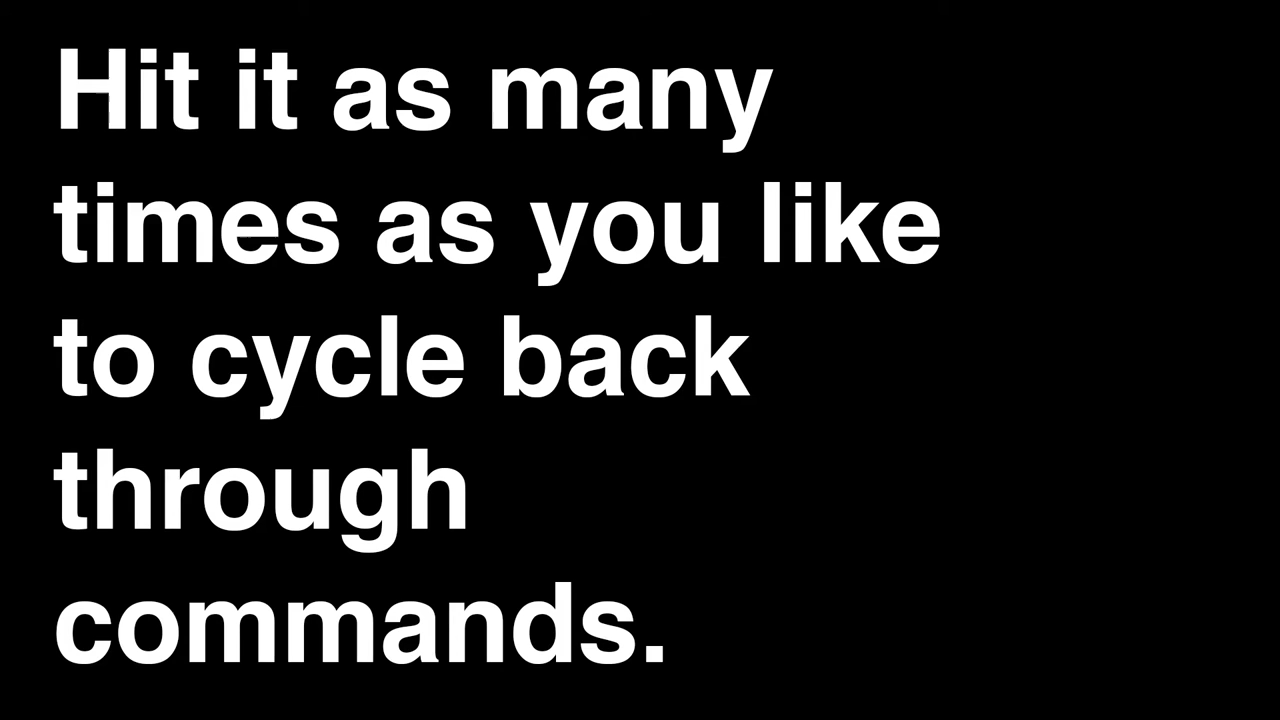 Hit it as many
times as you like
to cycle back
through
commands.